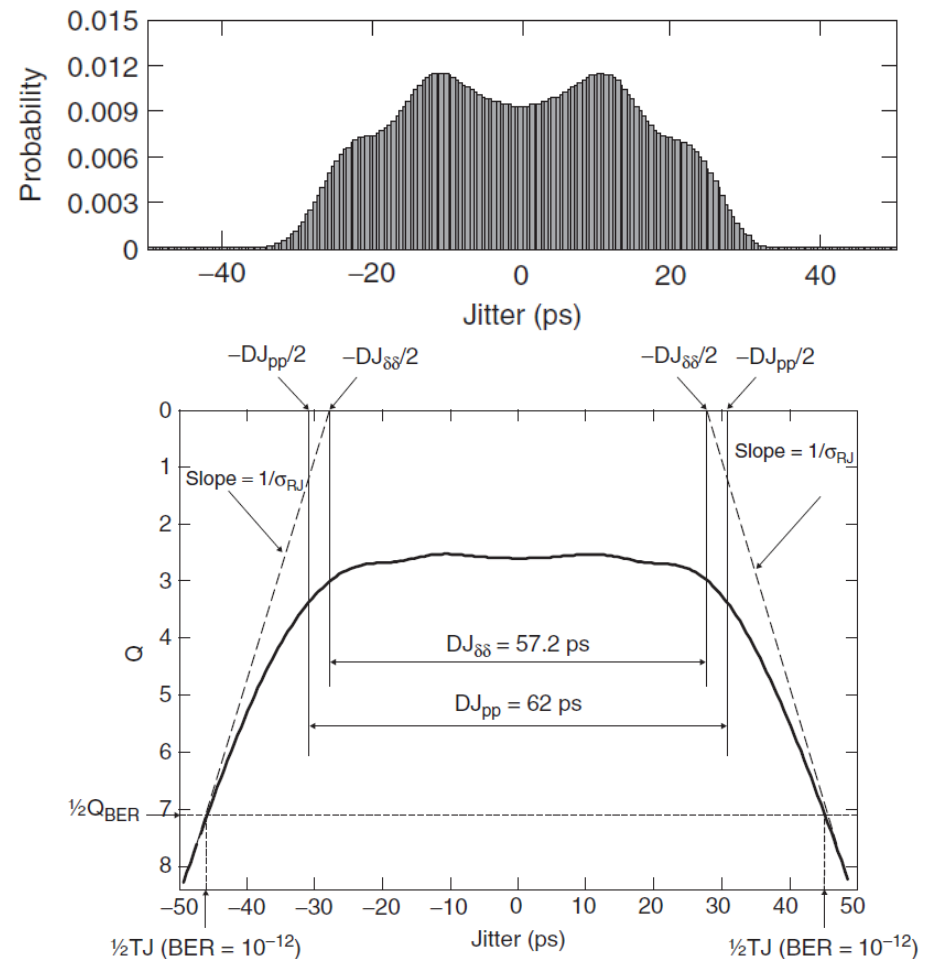 0.015
0.012
0.009
0.006
0.003
0
Probability
−40 −20 0 20 40
Jitter (ps)
−DJpp/2 −DJδδ/2 −DJδδ/2 −DJpp/2
0
1
2
3
4
5
6
7
8
Q
Slope = 1/σRJ
Slope = 1/σRJ
DJδδ = 57.2 ps
DJpp = 62 ps
½QBER
−50 −40 −30 −20 −10 0 10 20 30 40 50
½TJ (BER = 10⁻¹²) Jitter (ps) ½TJ (BER = 10⁻¹²)